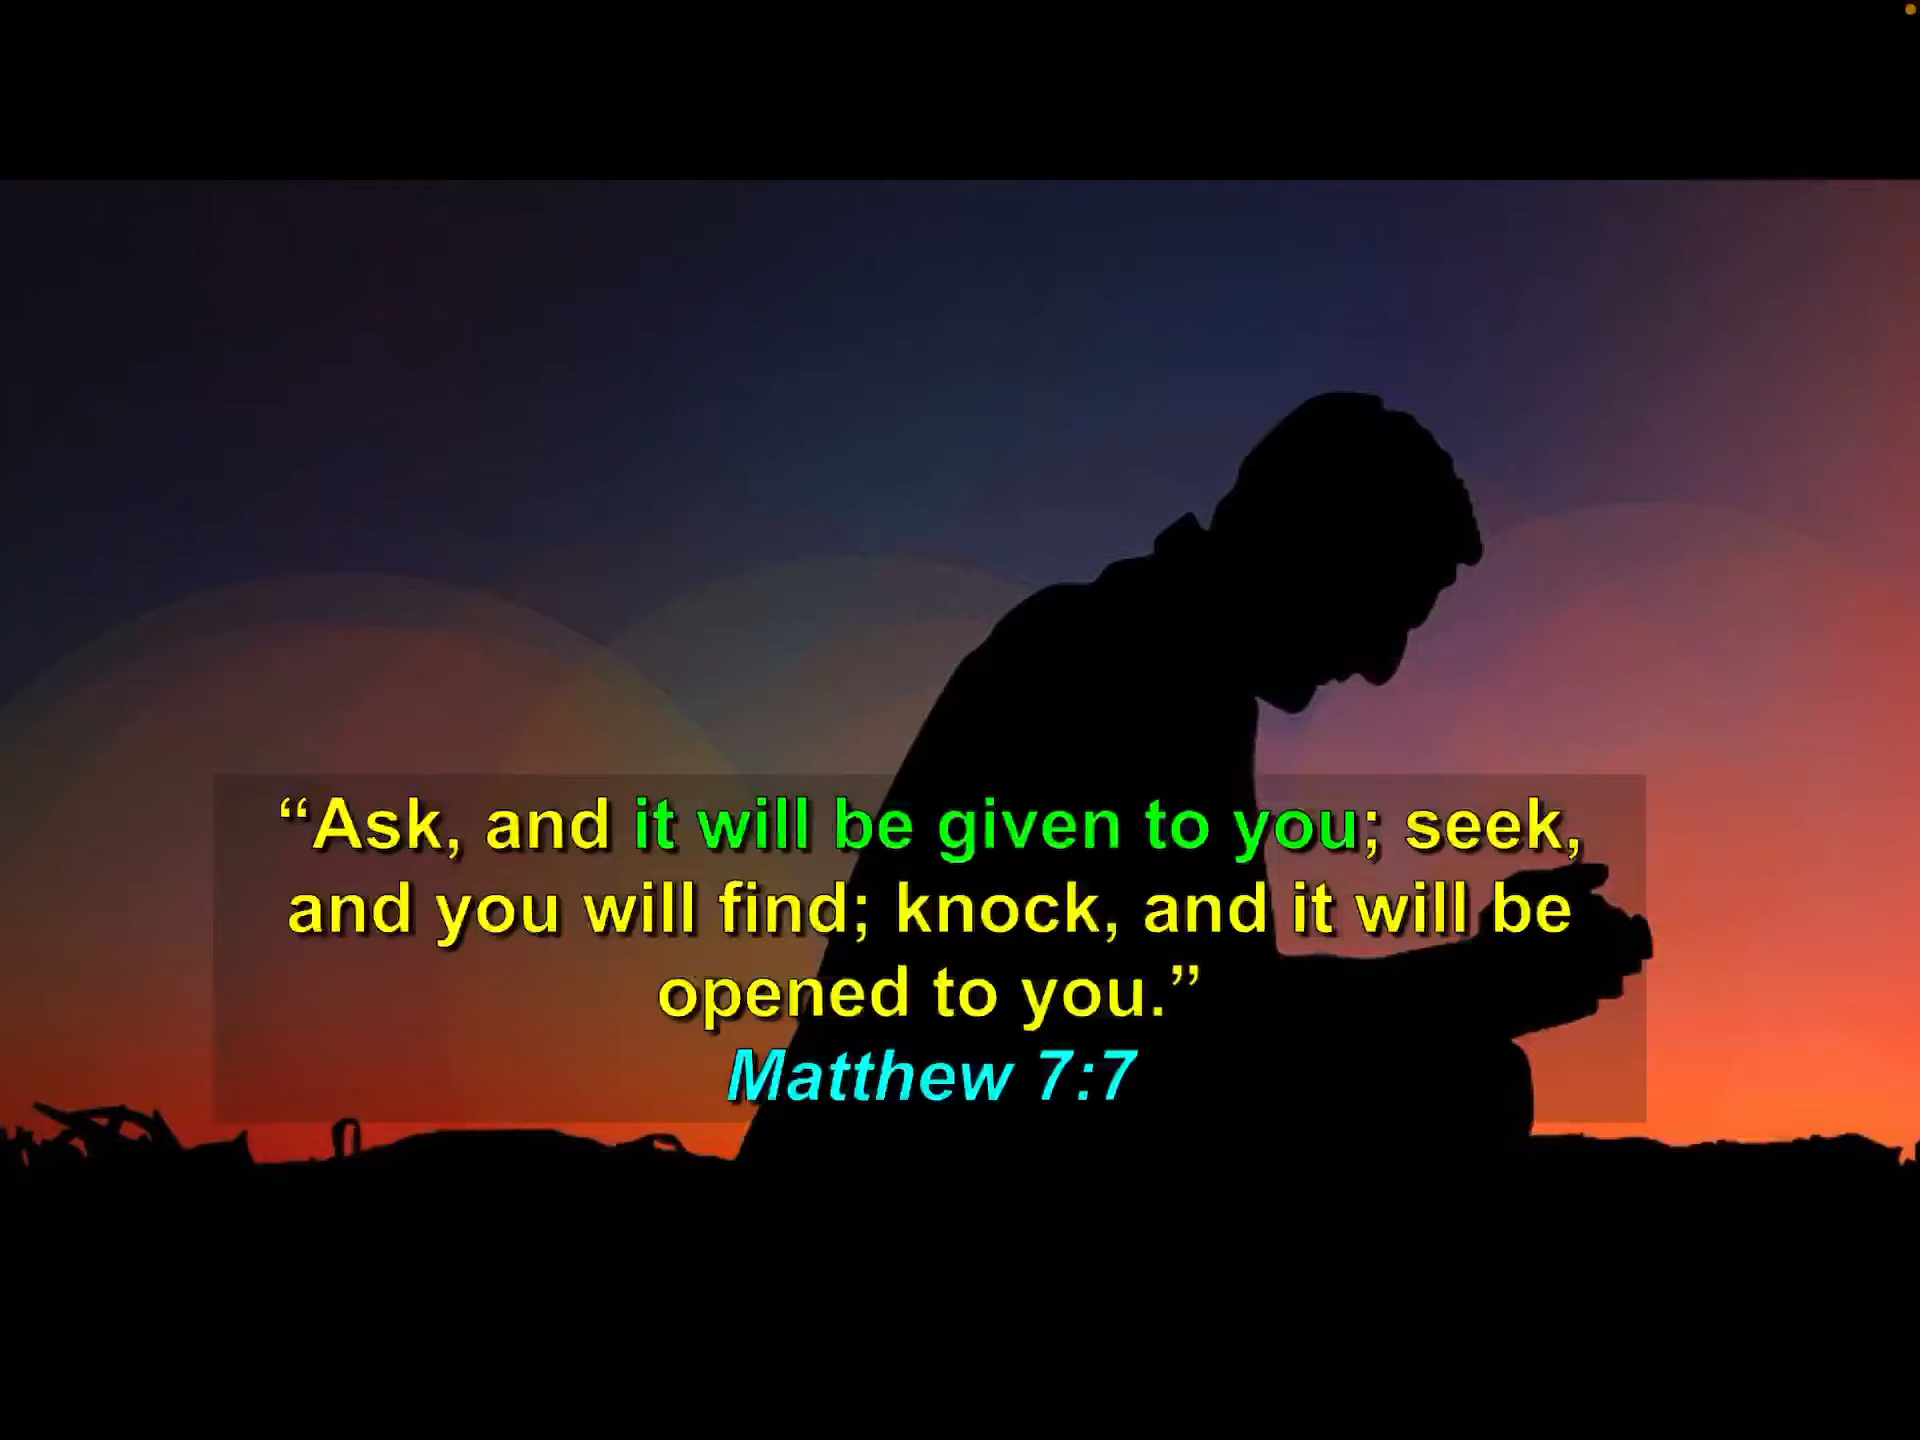 “Ask, and it will be given to you; seek,
and you will find; knock, and it will be
opened to you.”
Matthew 7:7